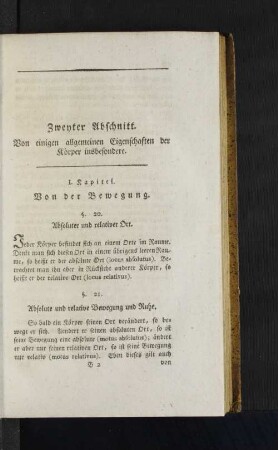 Zweyter Abschnitt.
Von einigen allgemeinen Eigenschaften der
Körper insbesondere.
I. Kapitel.
Von der Bewegung.
§. 20.
Absoluter und relativer Ort.
Jeder Körper befindet sich an einem Orte im Raume.
Denkt man sich diesen Ort in einem übrigens leeren Rau-
me, so heißt er der absolute Ort (locus absolutus). Be-
trachtet man ihn aber in Rücksicht anderer Körper, so
heißt er der relative Ort (locus relativus).
§. 21.
Absolute und relative Bewegung und Ruhe.
So bald ein Körper seinen Ort verändert, so be-
wegt er sich. Aendert er seinen absoluten Ort, so ist
seine Bewegung eine absolute (motus absolutus), ändert
er aber nur seinen relativen Ort, so ist seine Bewegung
nur relativ (motus relativus). Eben dieses gilt auch
B 2 von